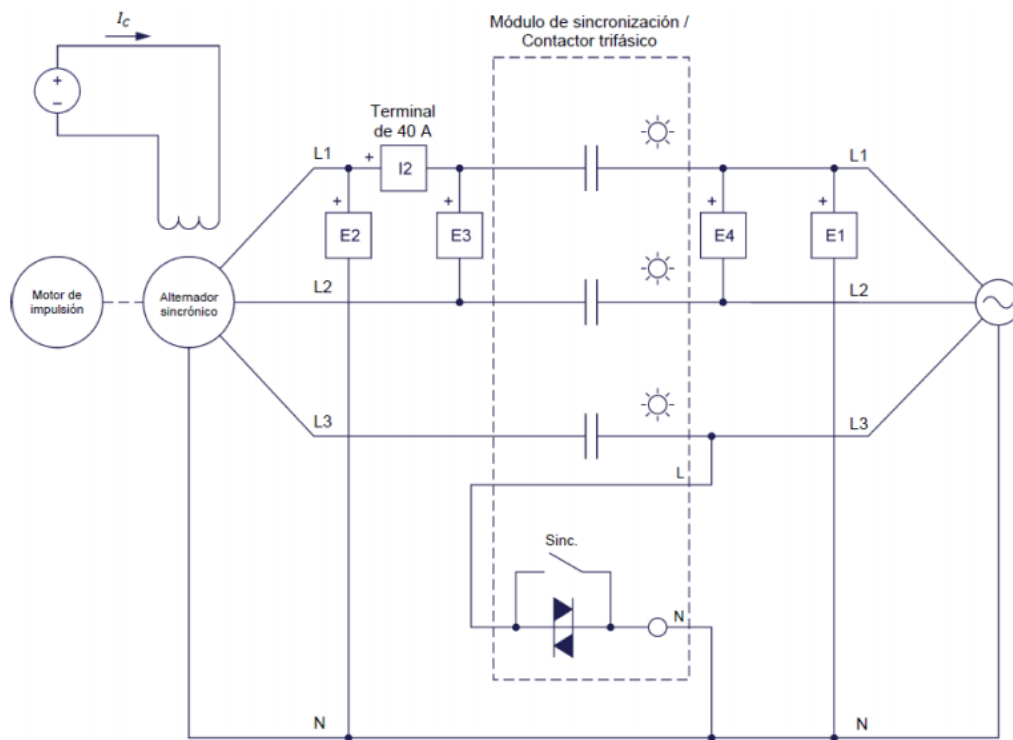 I_C
Módulo de sincronización /
Contactor trifásico
+
−
Terminal
de 40 A
L1
+
I2
L1
+
E2
+
E3
+
E4
+
E1
Motor de
impulsión
Alternador
sincrónico
L2
L2
L3
L3
L
Sinc.
N
N
N